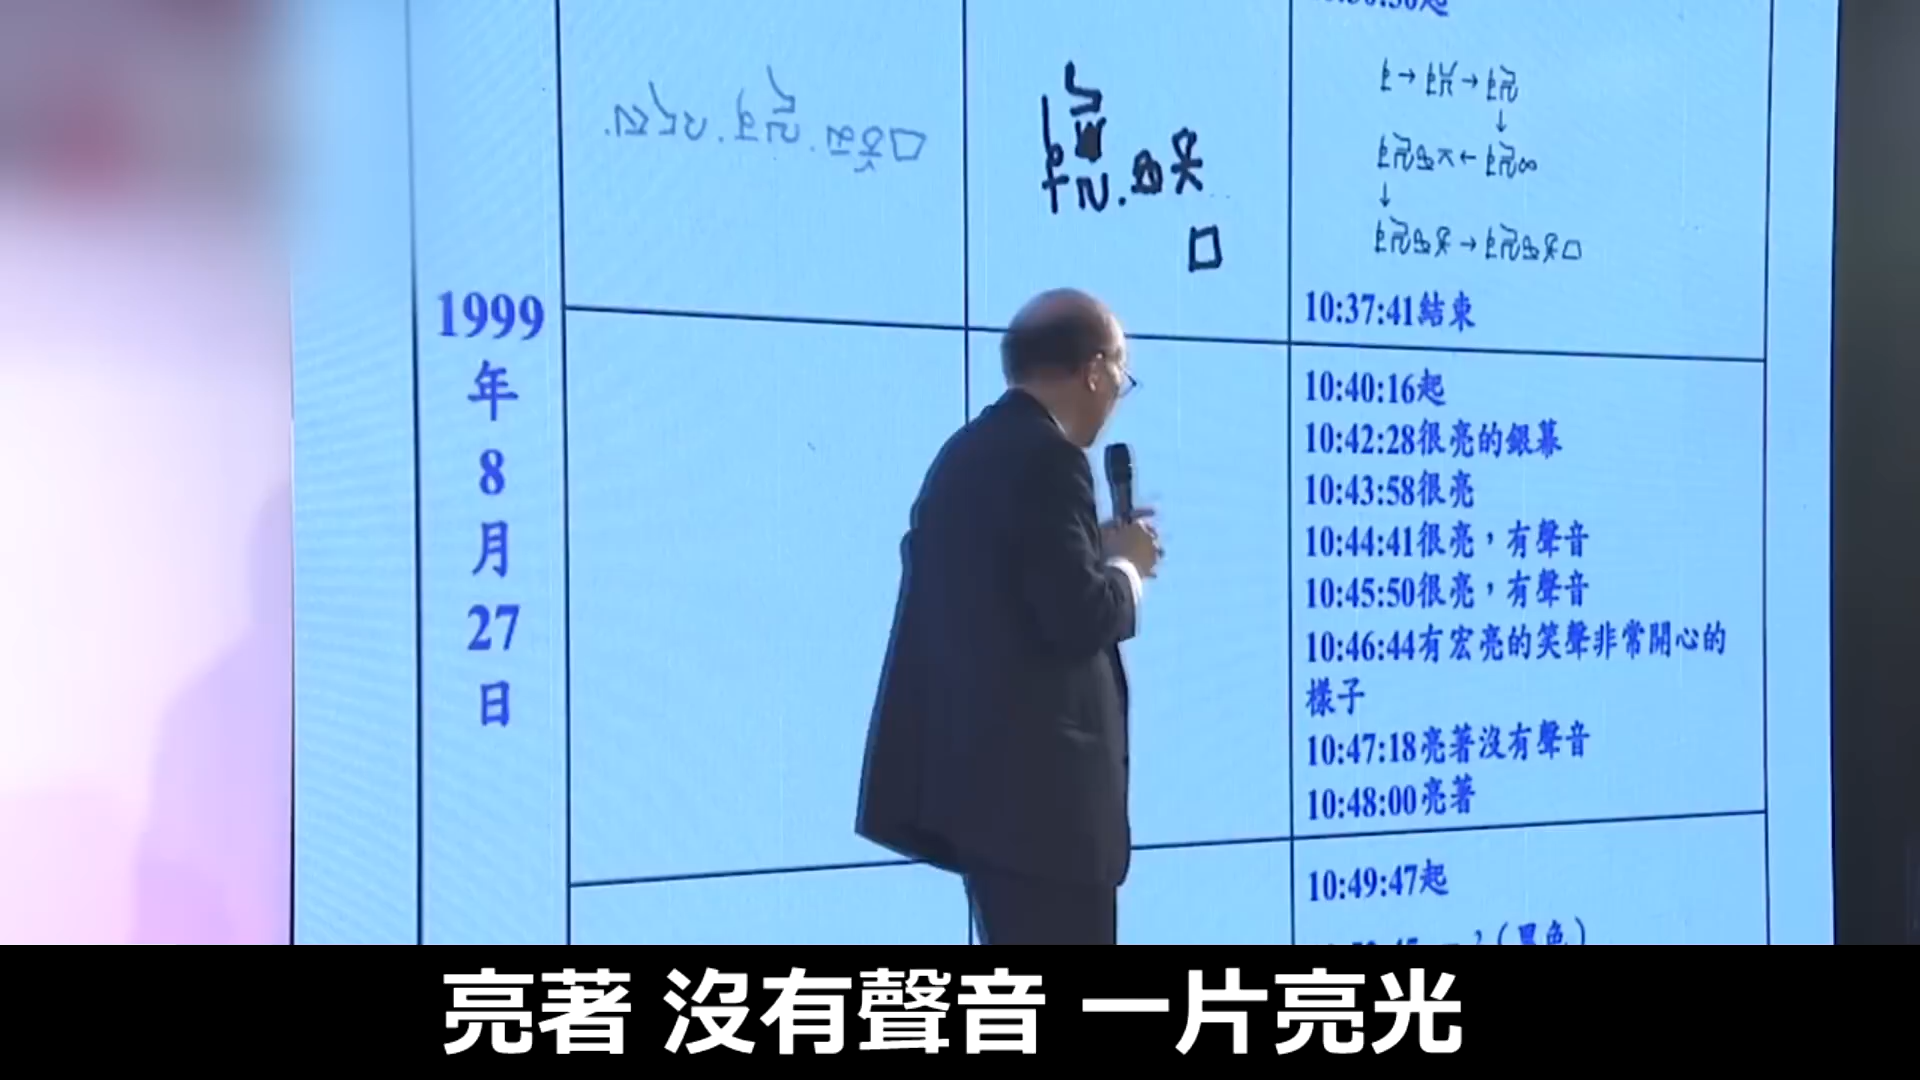 1999
年
8
月
27
日
10:37:41結束
10:40:16起
10:42:28很亮的銀幕
10:43:58很亮
10:44:41很亮，有聲音
10:45:50很亮，有聲音
10:46:44有宏亮的笑聲非常開心的
樣子
10:47:18亮著沒有聲音
10:48:00亮著
10:49:47起
亮著 沒有聲音 一片亮光